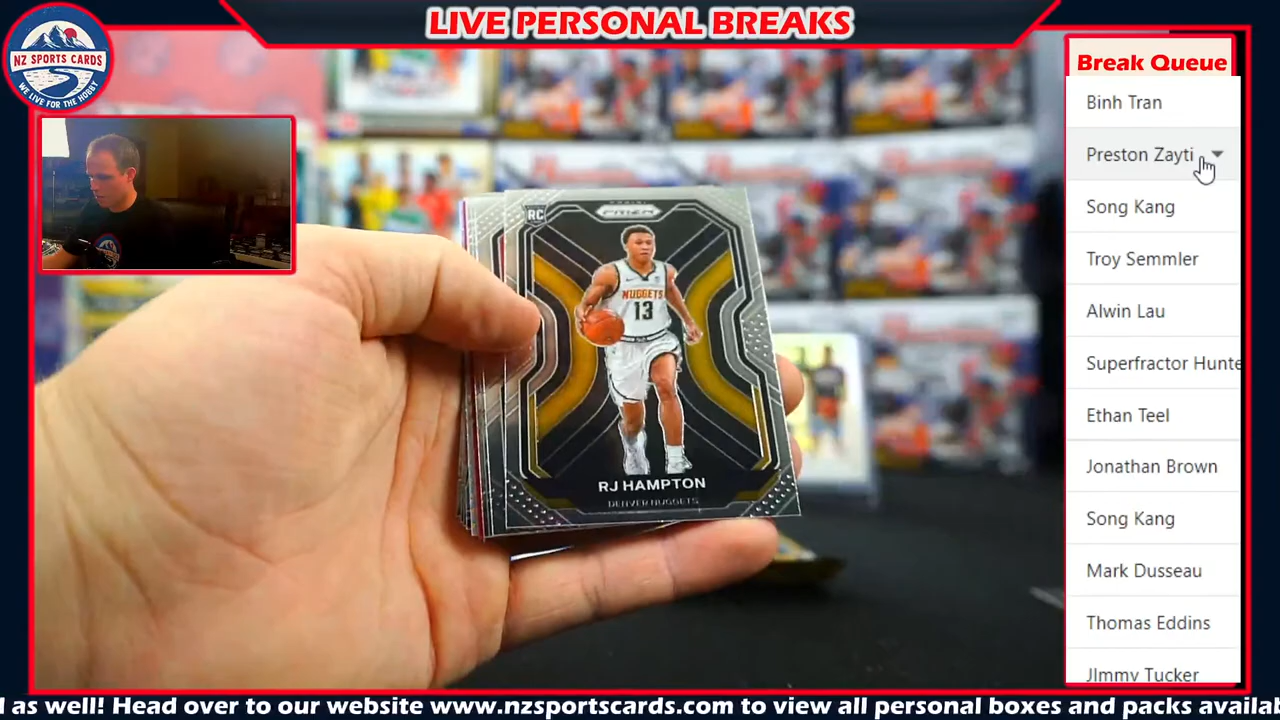 LIVE PERSONAL BREAKS
NZ SPORTS CARDS
WE LIVE FOR THE HOBBY
Break Queue
Binh Tran
Preston Zayti
Song Kang
Troy Semmler
Alwin Lau
Superfractor Hunte
Ethan Teel
Jonathan Brown
Song Kang
Mark Dusseau
Thomas Eddins
JImmy Tucker
RC
PRIZM
NUGGETS
13
RJ HAMPTON
DENVER NUGGETS
l as well! Head over to our website www.nzsportscards.com to view all personal boxes and packs availab